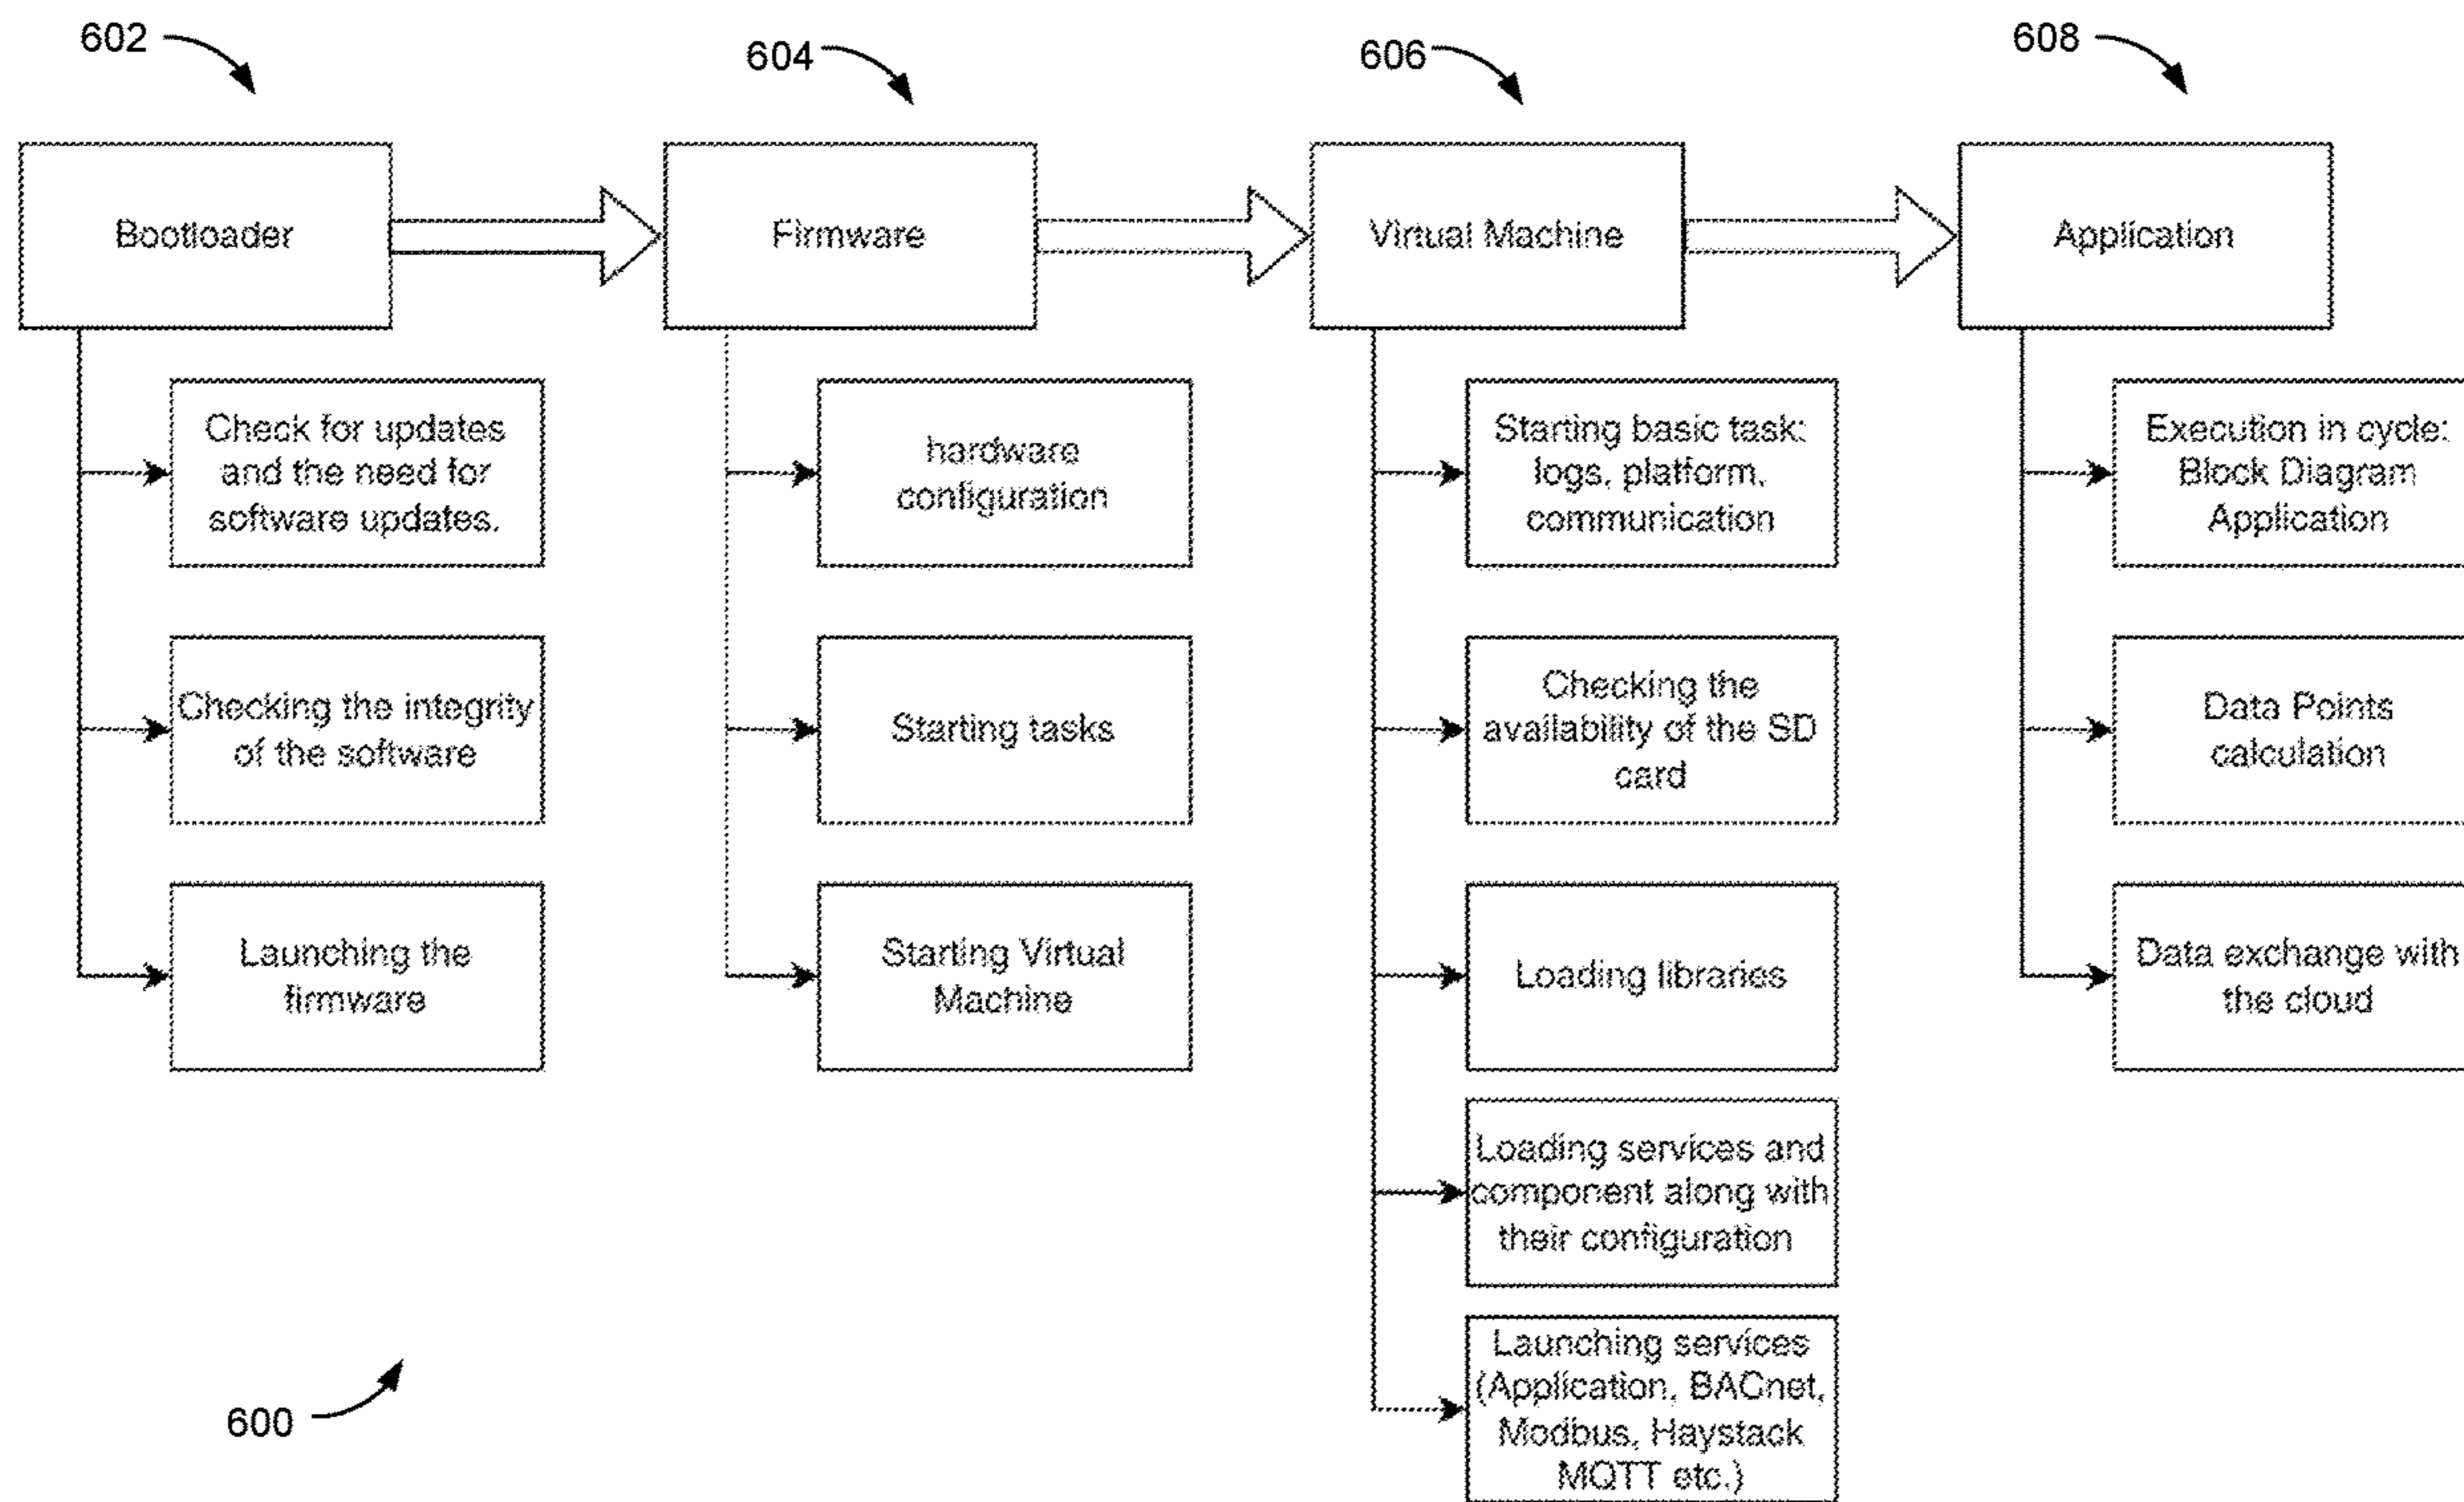 602
604
606
608
Bootloader
Firmware
Virtual Machine
Application
Check for updates
and the need for
software updates.
Checking the integrity
of the software
Launching the
firmware
hardware
configuration
Starting tasks
Starting Virtual
Machine
Starting basic task:
logs, platform,
communication
Checking the
availability of the SD
card
Loading libraries
Loading services and
component along with
their configuration
Launching services
(Application, BACnet,
Modbus, Haystack
MQTT etc.)
Execution in cycle:
Block Diagram
Application
Data Points
calculation
Data exchange with
the cloud
600